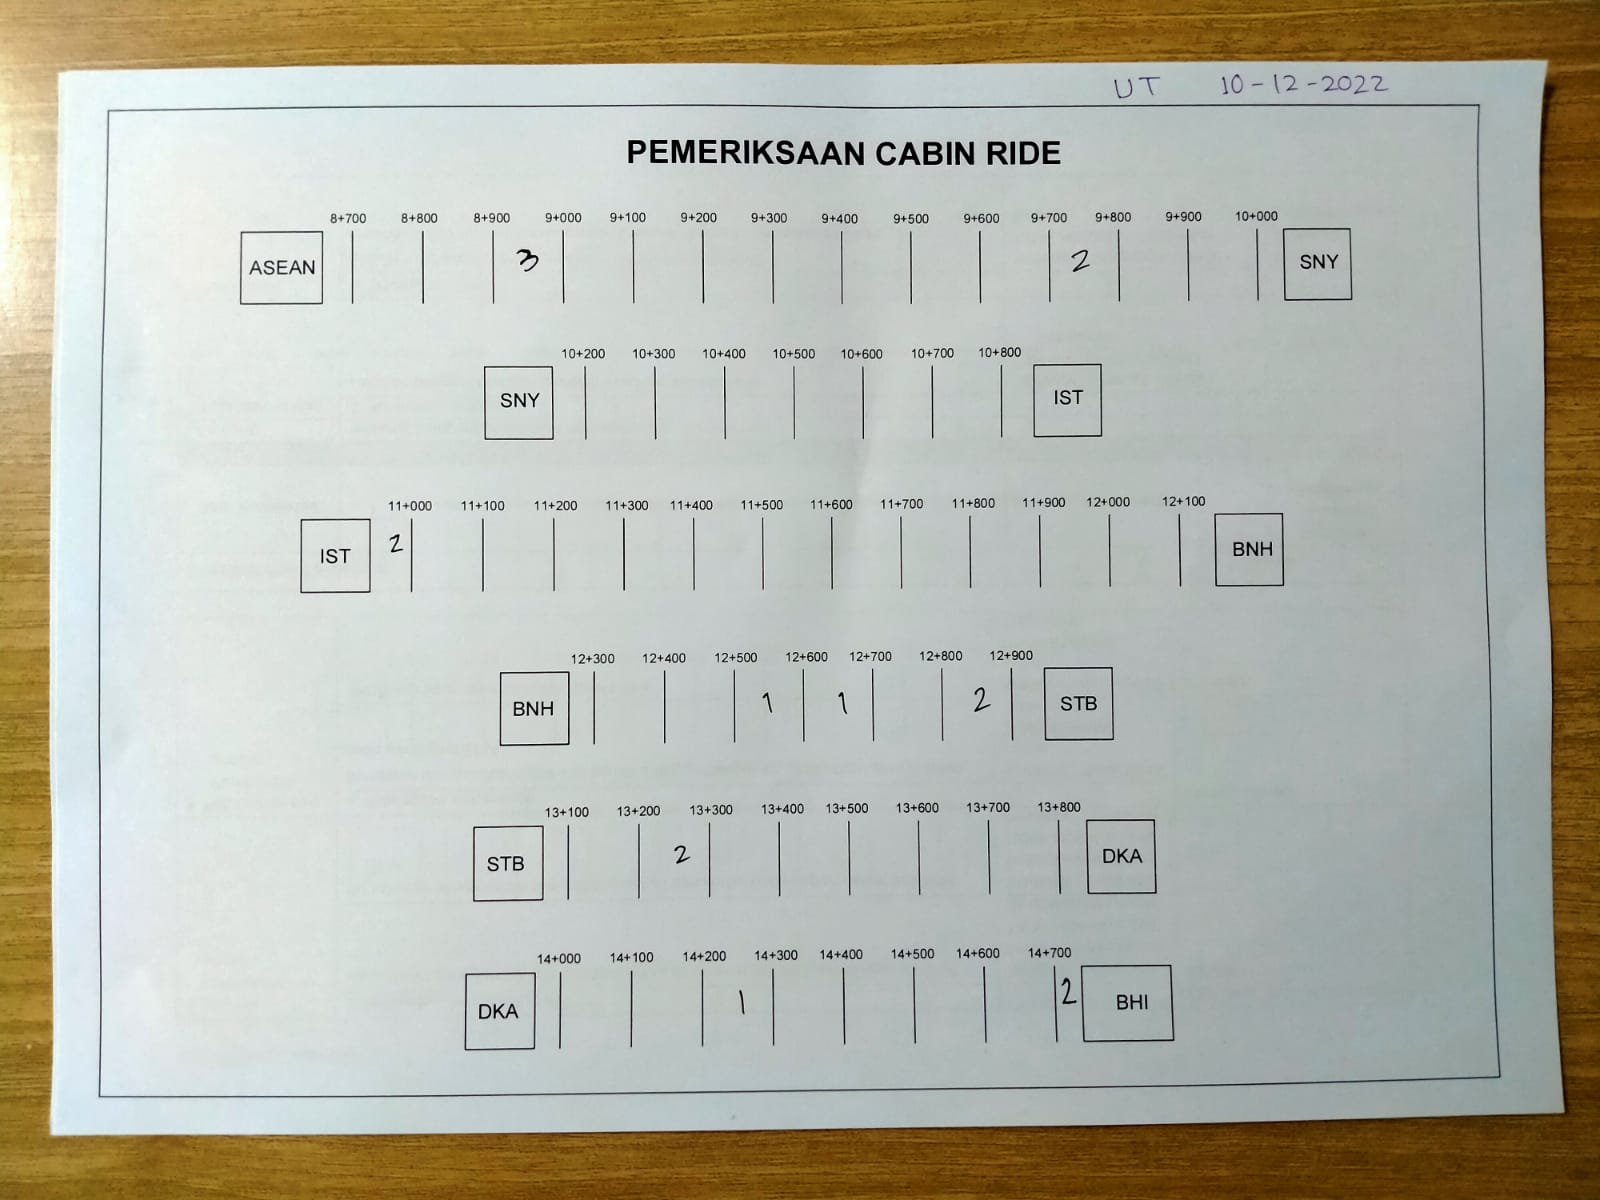 UT 10-12-2022
PEMERIKSAAN CABIN RIDE
8+700 8+800 8+900 9+000 9+100 9+200 9+300 9+400 9+500 9+600 9+700 9+800 9+900 10+000
ASEAN 3 2 SNY
10+200 10+300 10+400 10+500 10+600 10+700 10+800
SNY IST
11+000 11+100 11+200 11+300 11+400 11+500 11+600 11+700 11+800 11+900 12+000 12+100
IST 2 BNH
12+300 12+400 12+500 12+600 12+700 12+800 12+900
BNH 1 1 2 STB
13+100 13+200 13+300 13+400 13+500 13+600 13+700 13+800
STB 2 DKA
14+000 14+100 14+200 14+300 14+400 14+500 14+600 14+700
DKA 1 2 BHI